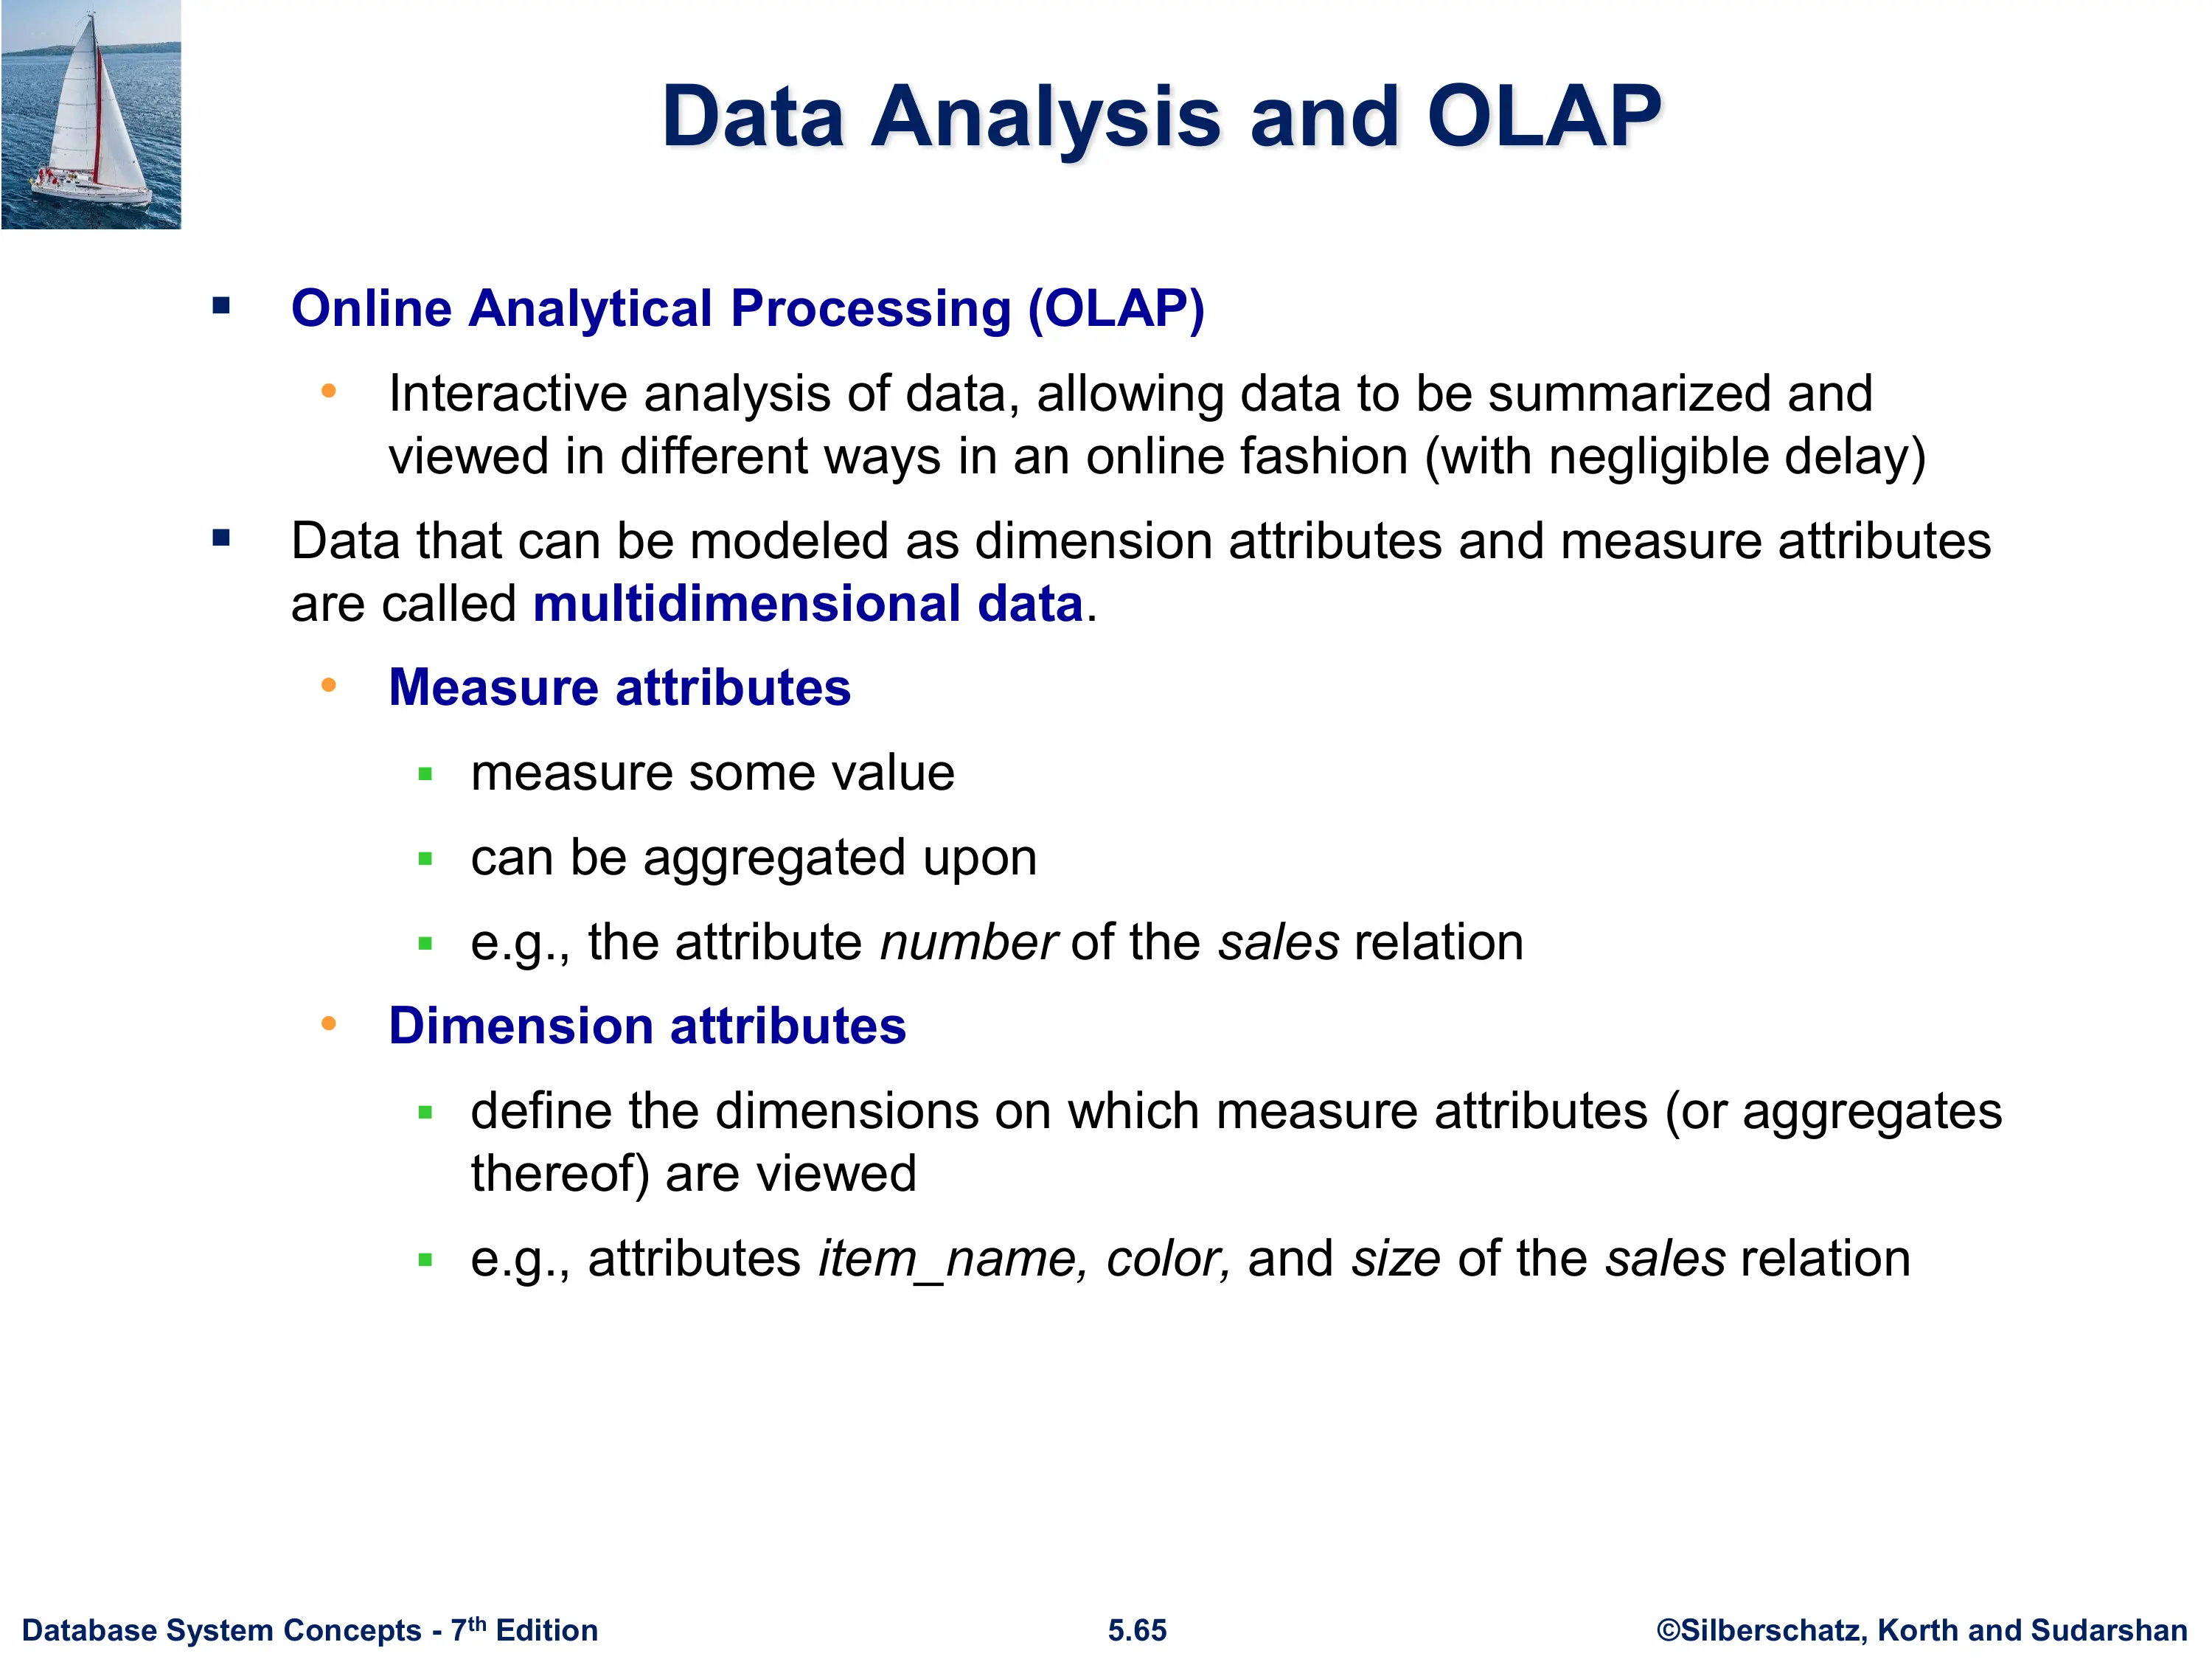 Data Analysis and OLAP
▪ Online Analytical Processing (OLAP)
• Interactive analysis of data, allowing data to be summarized and
viewed in different ways in an online fashion (with negligible delay)
▪ Data that can be modeled as dimension attributes and measure attributes
are called multidimensional data.
• Measure attributes
▪ measure some value
▪ can be aggregated upon
▪ e.g., the attribute number of the sales relation
• Dimension attributes
▪ define the dimensions on which measure attributes (or aggregates
thereof) are viewed
▪ e.g., attributes item_name, color, and size of the sales relation
Database System Concepts - 7th Edition
5.65
©Silberschatz, Korth and Sudarshan